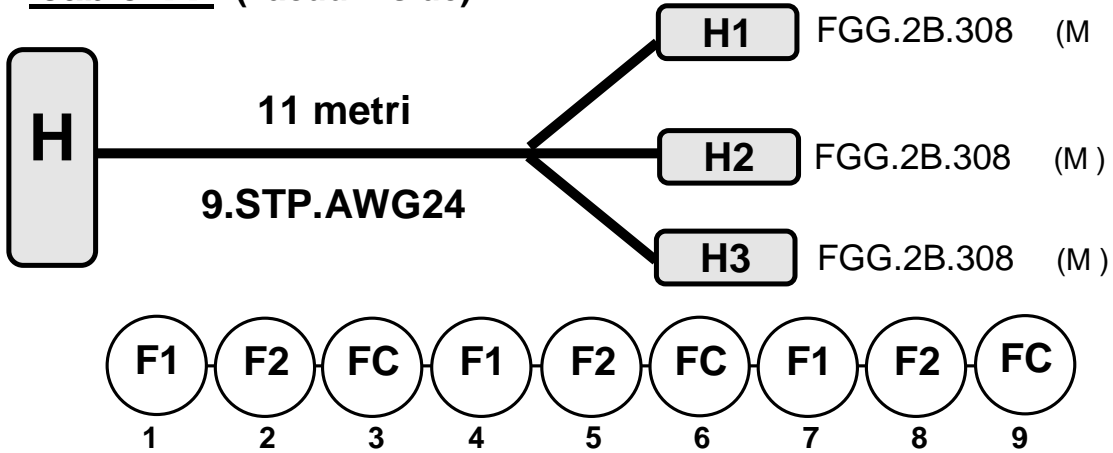 H1 FGG.2B.308 (M
H 11 metri
H2 FGG.2B.308 (M )
9.STP.AWG24
H3 FGG.2B.308 (M )
F1 F2 FC F1 F2 FC F1 F2 FC
1 2 3 4 5 6 7 8 9